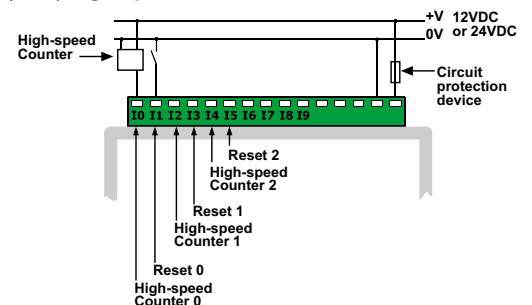 +V 12VDC
0V or 24VDC
High-speed
Counter
Circuit
protection
device
I0 I1 I2 I3 I4 I5 I6 I7 I8 I9
Reset 2
High-speed
Counter 2
Reset 1
High-speed
Counter 1
Reset 0
High-speed
Counter 0